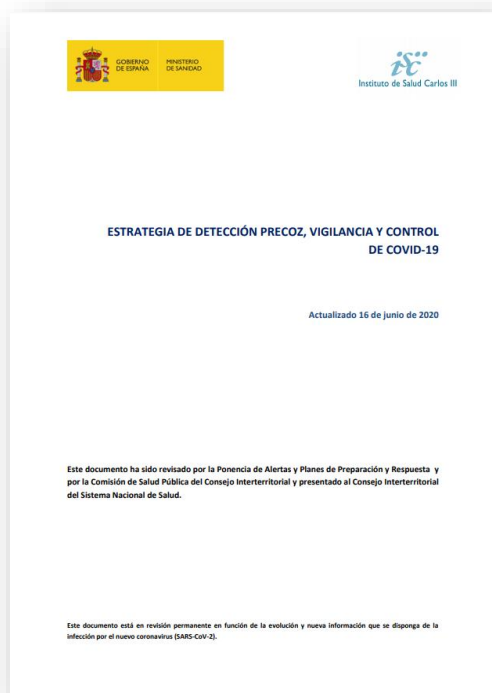 GOBIERNO
DE ESPAÑA
MINISTERIO
DE SANIDAD
isciii
Instituto de Salud Carlos III
ESTRATEGIA DE DETECCIÓN PRECOZ, VIGILANCIA Y CONTROL
DE COVID-19
Actualizado 16 de junio de 2020
Este documento ha sido revisado por la Ponencia de Alertas y Planes de Preparación y Respuesta y
por la Comisión de Salud Pública del Consejo Interterritorial y presentado al Consejo Interterritorial
del Sistema Nacional de Salud.
Este documento está en revisión permanente en función de la evolución y nueva información que se disponga de la
infección por el nuevo coronavirus (SARS-CoV-2).